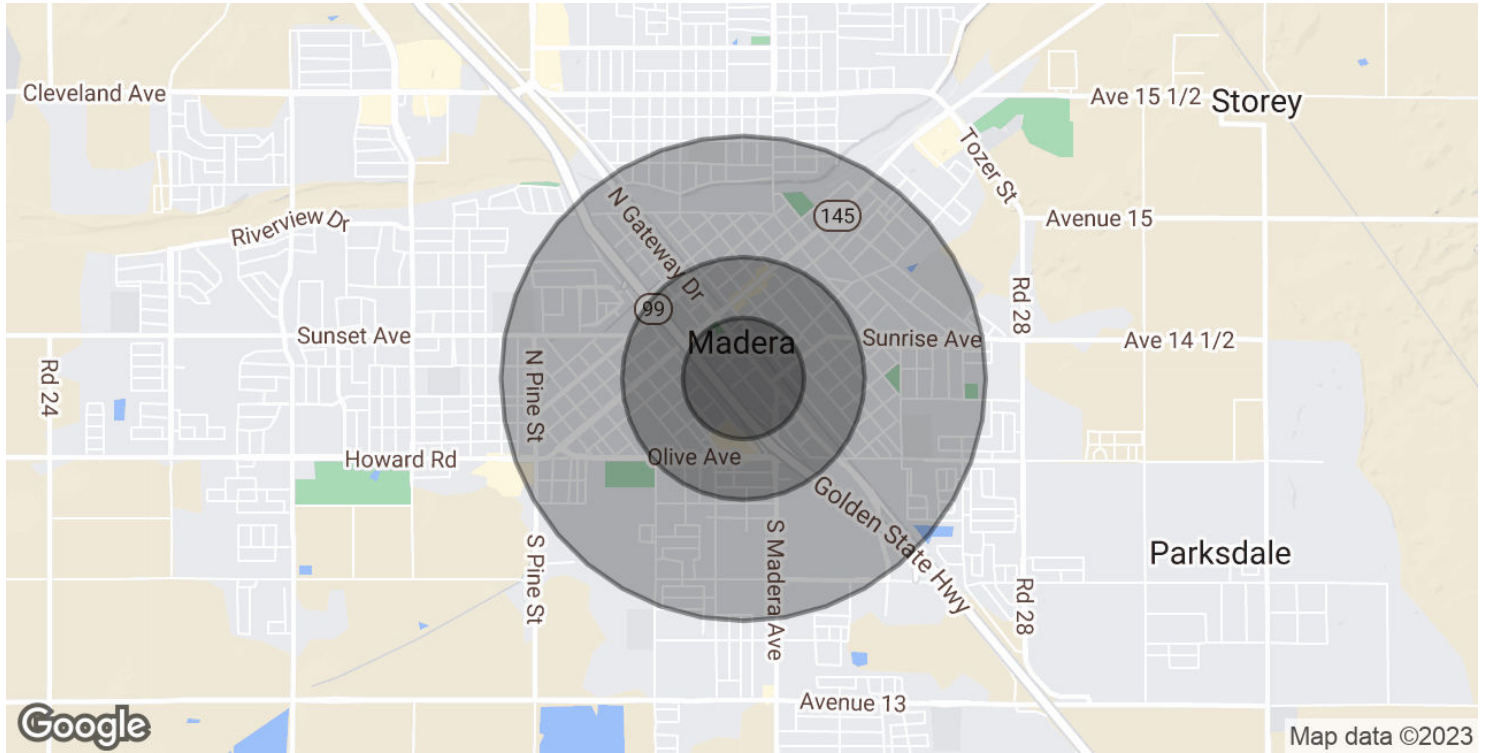 Cleveland Ave
Ave 15 1/2
Storey
Tozer St
N Gateway Dr
145
Avenue 15
Riverview Dr
Rd 28
99
Sunset Ave
Madera
Sunrise Ave
Ave 14 1/2
Rd 24
N Pine St
Howard Rd
Olive Ave
Golden State Hwy
S Pine St
S Madera Ave
Parksdale
Rd 28
Avenue 13
Google
Map data ©2023